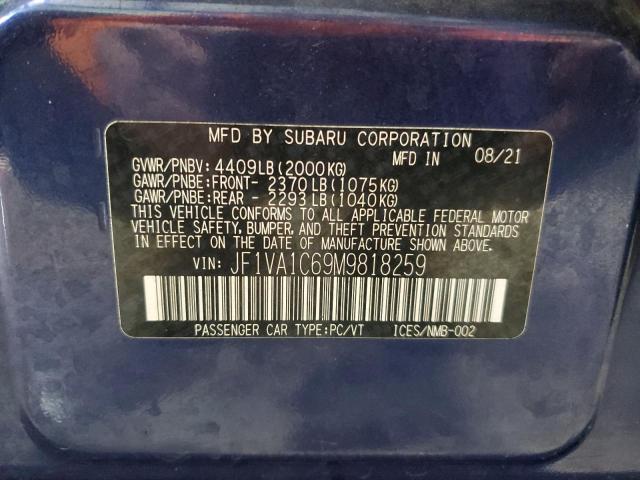 MFD BY SUBARU CORPORATION
MFD IN 08/21
GVWR/PNBV: 4409LB(2000KG)
GAWR/PNBE:FRONT- 2370LB(1075KG)
GAWR/PNBE:REAR - 2293LB(1040KG)
THIS VEHICLE CONFORMS TO ALL APPLICABLE FEDERAL MOTOR
VEHICLE SAFETY, BUMPER, AND THEFT PREVENTION STANDARDS
IN EFFECT ON THE DATE OF MANUFACTURE SHOWN ABOVE.
VIN: JF1VA1C69M9818259
PASSENGER CAR TYPE:PC/VT ICES/NMB-002